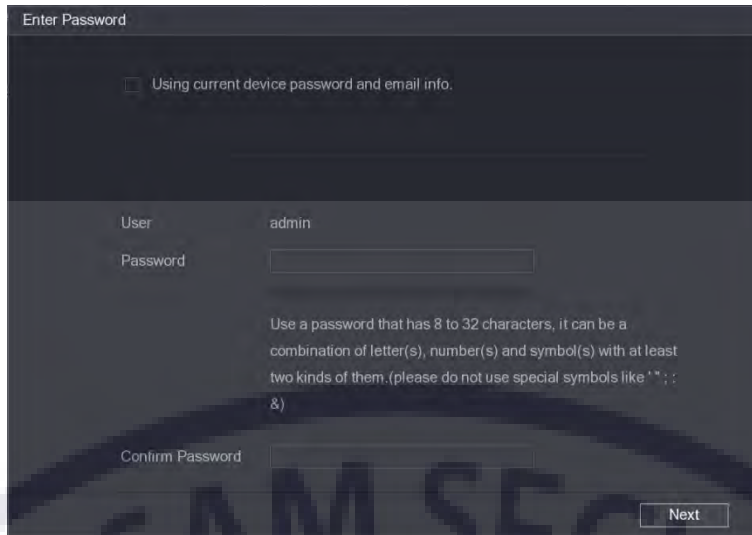 Enter Password
Using current device password and email info.
User admin
Password
Use a password that has 8 to 32 characters, it can be a
combination of letter(s), number(s) and symbol(s) with at least
two kinds of them.(please do not use special symbols like ' " ; :
&)
Confirm Password
Next